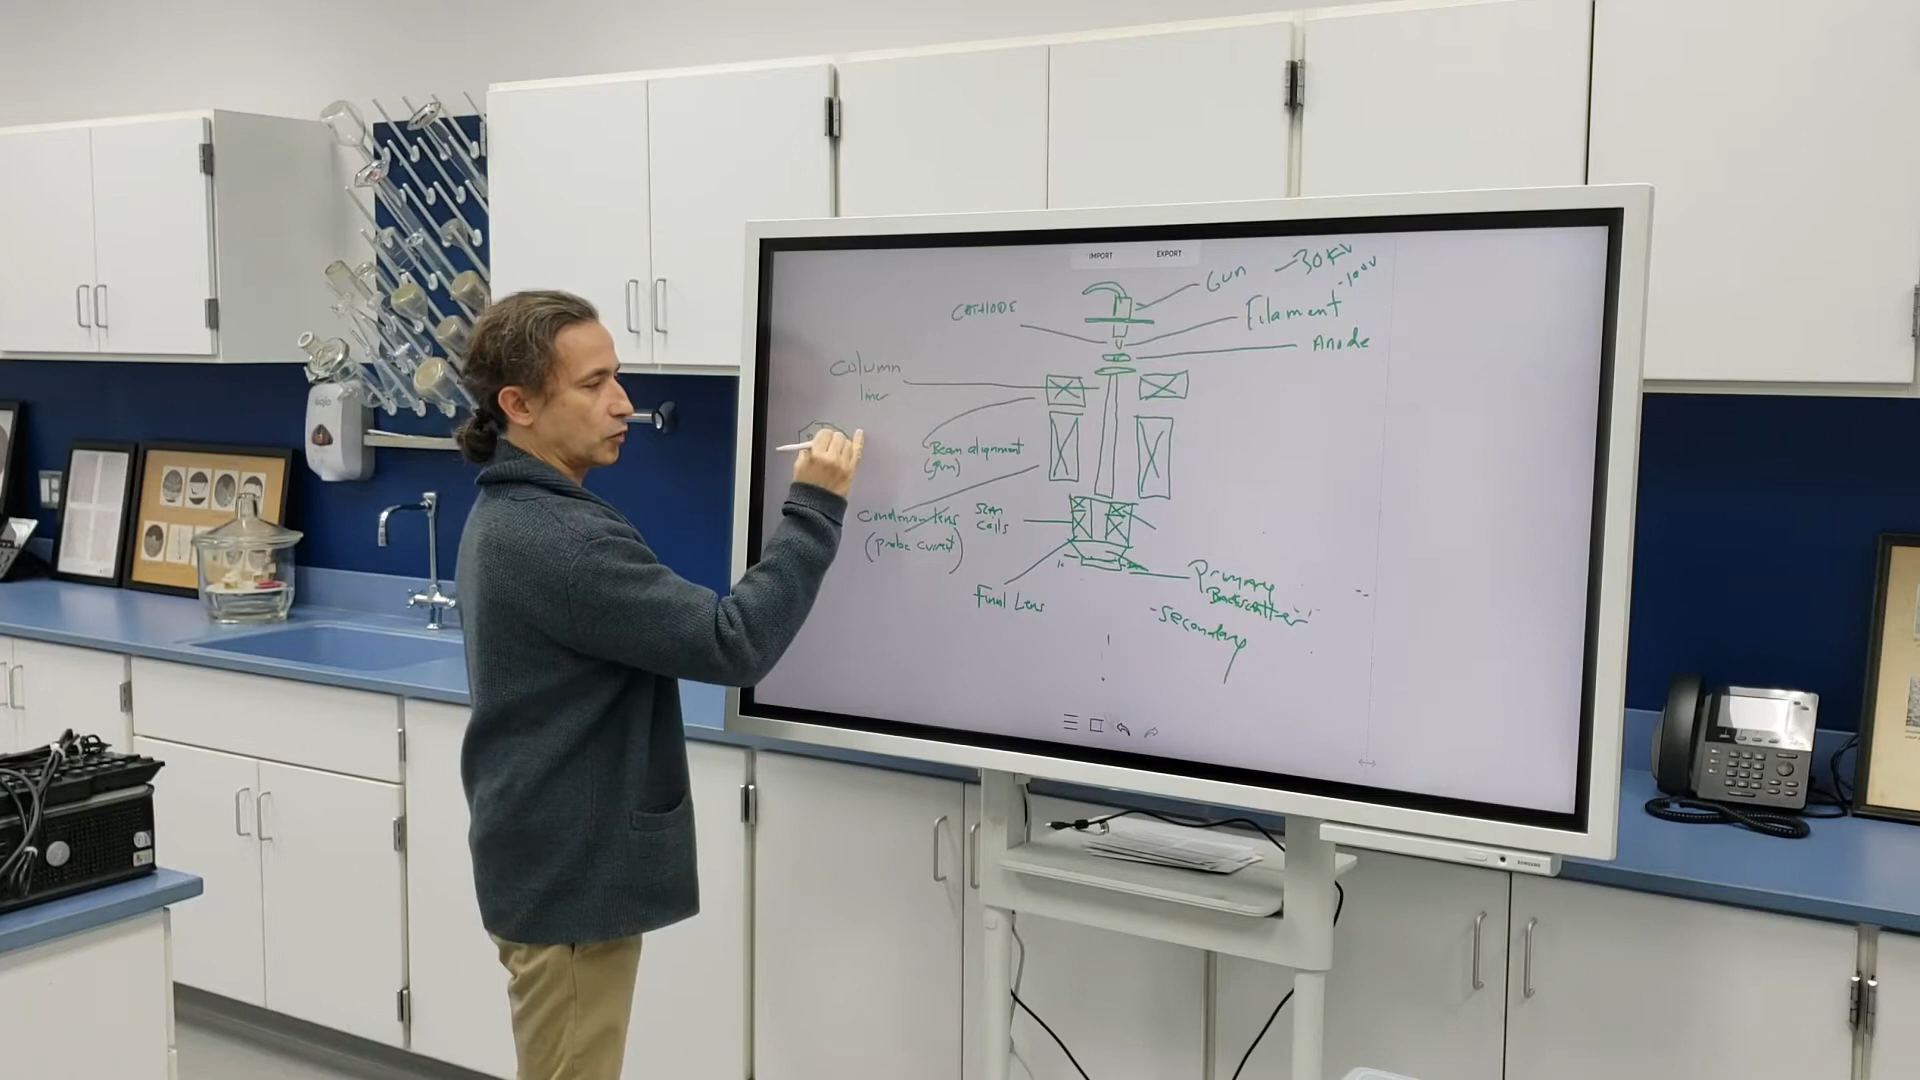 IMPORT EXPORT
Gun -30kV
-100V
CATHODE
Filament
Anode
Column
liner
Beam alignment
(gun)
Condenser lens
(probe current)
Scan
Coils
Final Lens
Primary
Backscatter
-Secondary
SAMSUNG